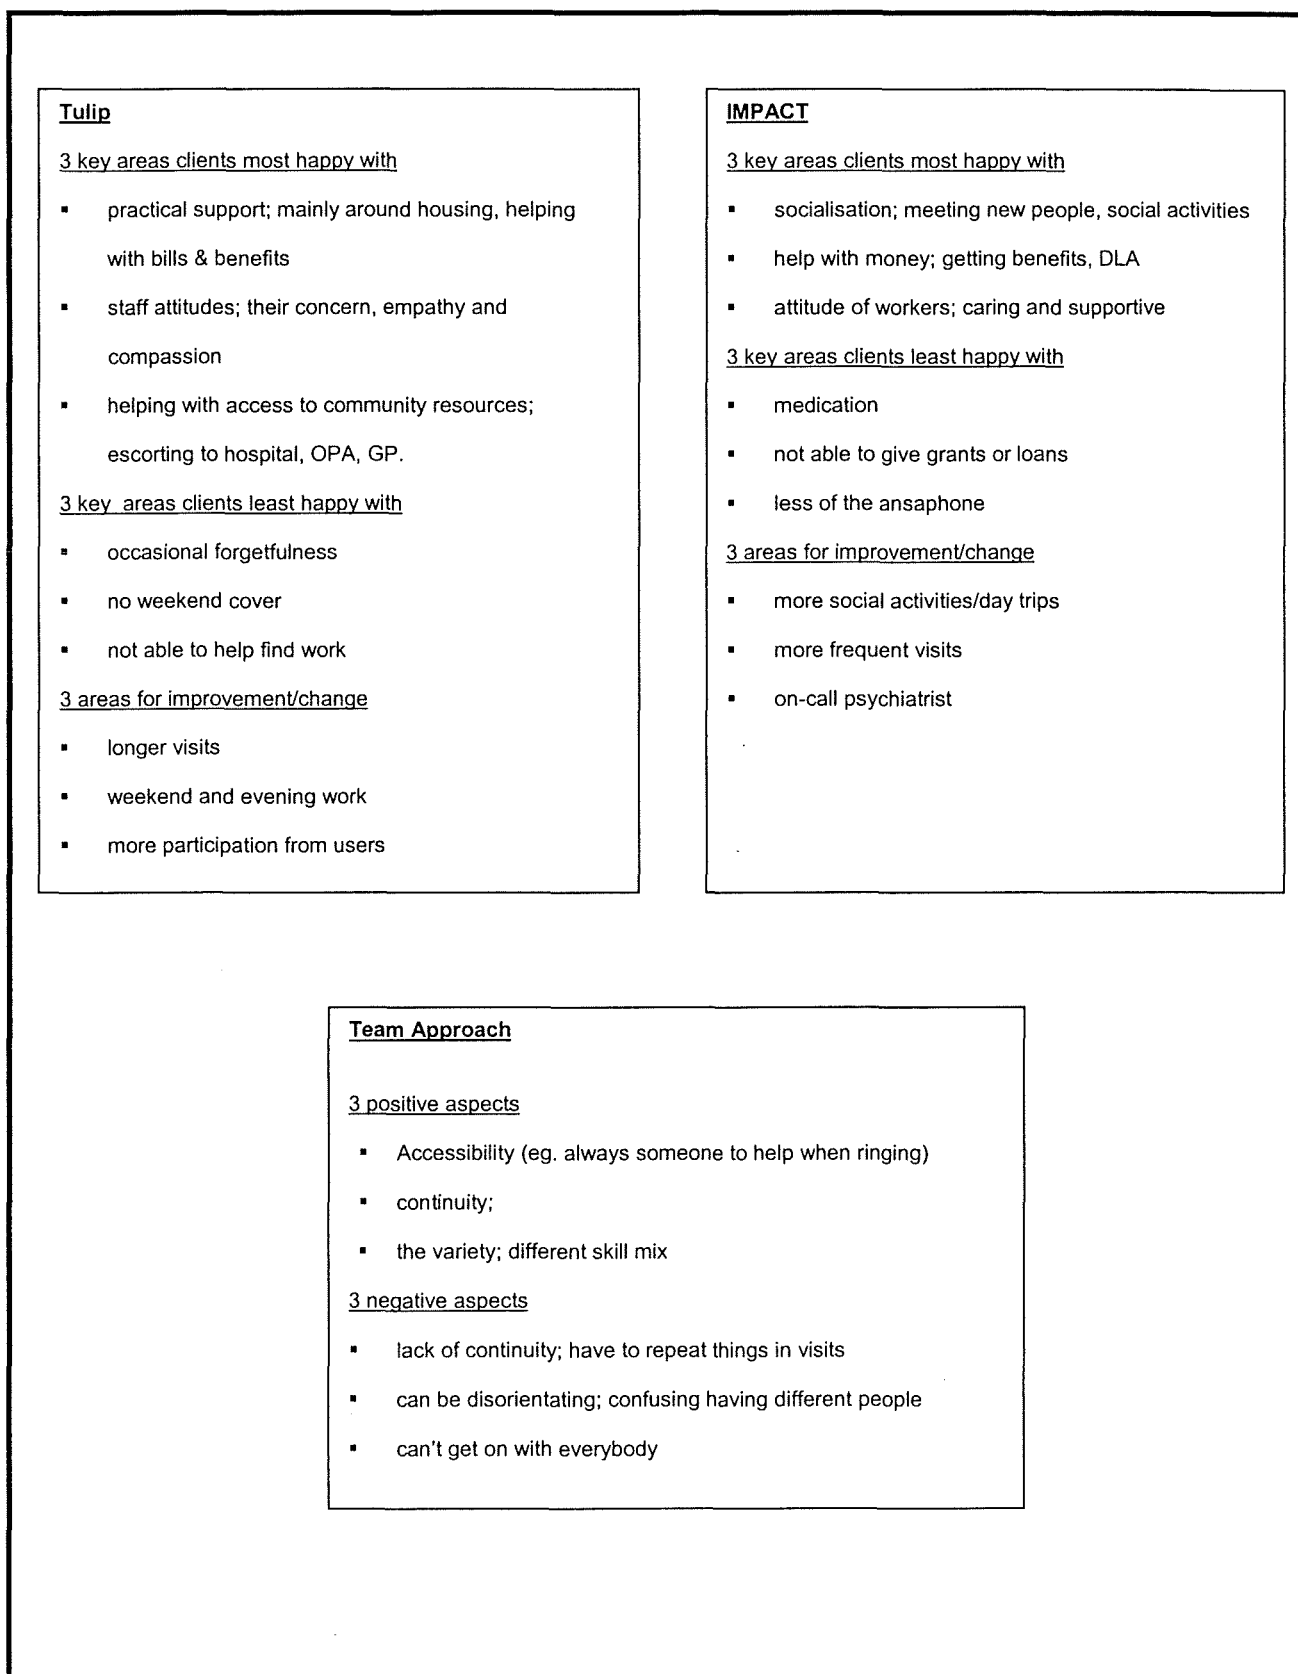 Tulip
3 key areas clients most happy with
▪ practical support; mainly around housing, helping
with bills & benefits
▪ staff attitudes; their concern, empathy and
compassion
▪ helping with access to community resources;
escorting to hospital, OPA, GP.
3 key areas clients least happy with
▪ occasional forgetfulness
▪ no weekend cover
▪ not able to help find work
3 areas for improvement/change
▪ longer visits
▪ weekend and evening work
▪ more participation from users
IMPACT
3 key areas clients most happy with
▪ socialisation; meeting new people, social activities
▪ help with money; getting benefits, DLA
▪ attitude of workers; caring and supportive
3 key areas clients least happy with
▪ medication
▪ not able to give grants or loans
▪ less of the ansaphone
3 areas for improvement/change
▪ more social activities/day trips
▪ more frequent visits
▪ on-call psychiatrist
Team Approach
3 positive aspects
▪ Accessibility (eg. always someone to help when ringing)
▪ continuity;
▪ the variety; different skill mix
3 negative aspects
▪ lack of continuity; have to repeat things in visits
▪ can be disorientating; confusing having different people
▪ can't get on with everybody